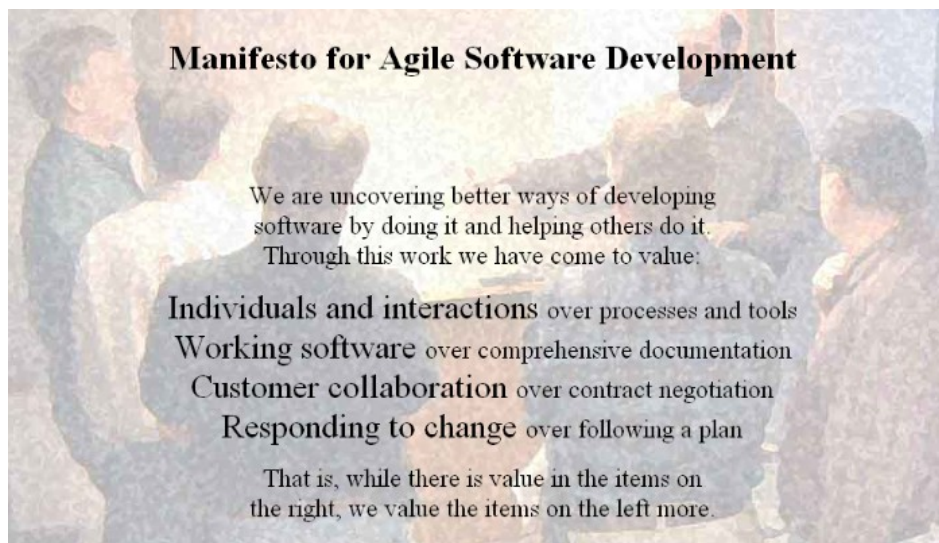 Manifesto for Agile Software Development
We are uncovering better ways of developing
software by doing it and helping others do it.
Through this work we have come to value:
Individuals and interactions over processes and tools
Working software over comprehensive documentation
Customer collaboration over contract negotiation
Responding to change over following a plan
That is, while there is value in the items on
the right, we value the items on the left more.